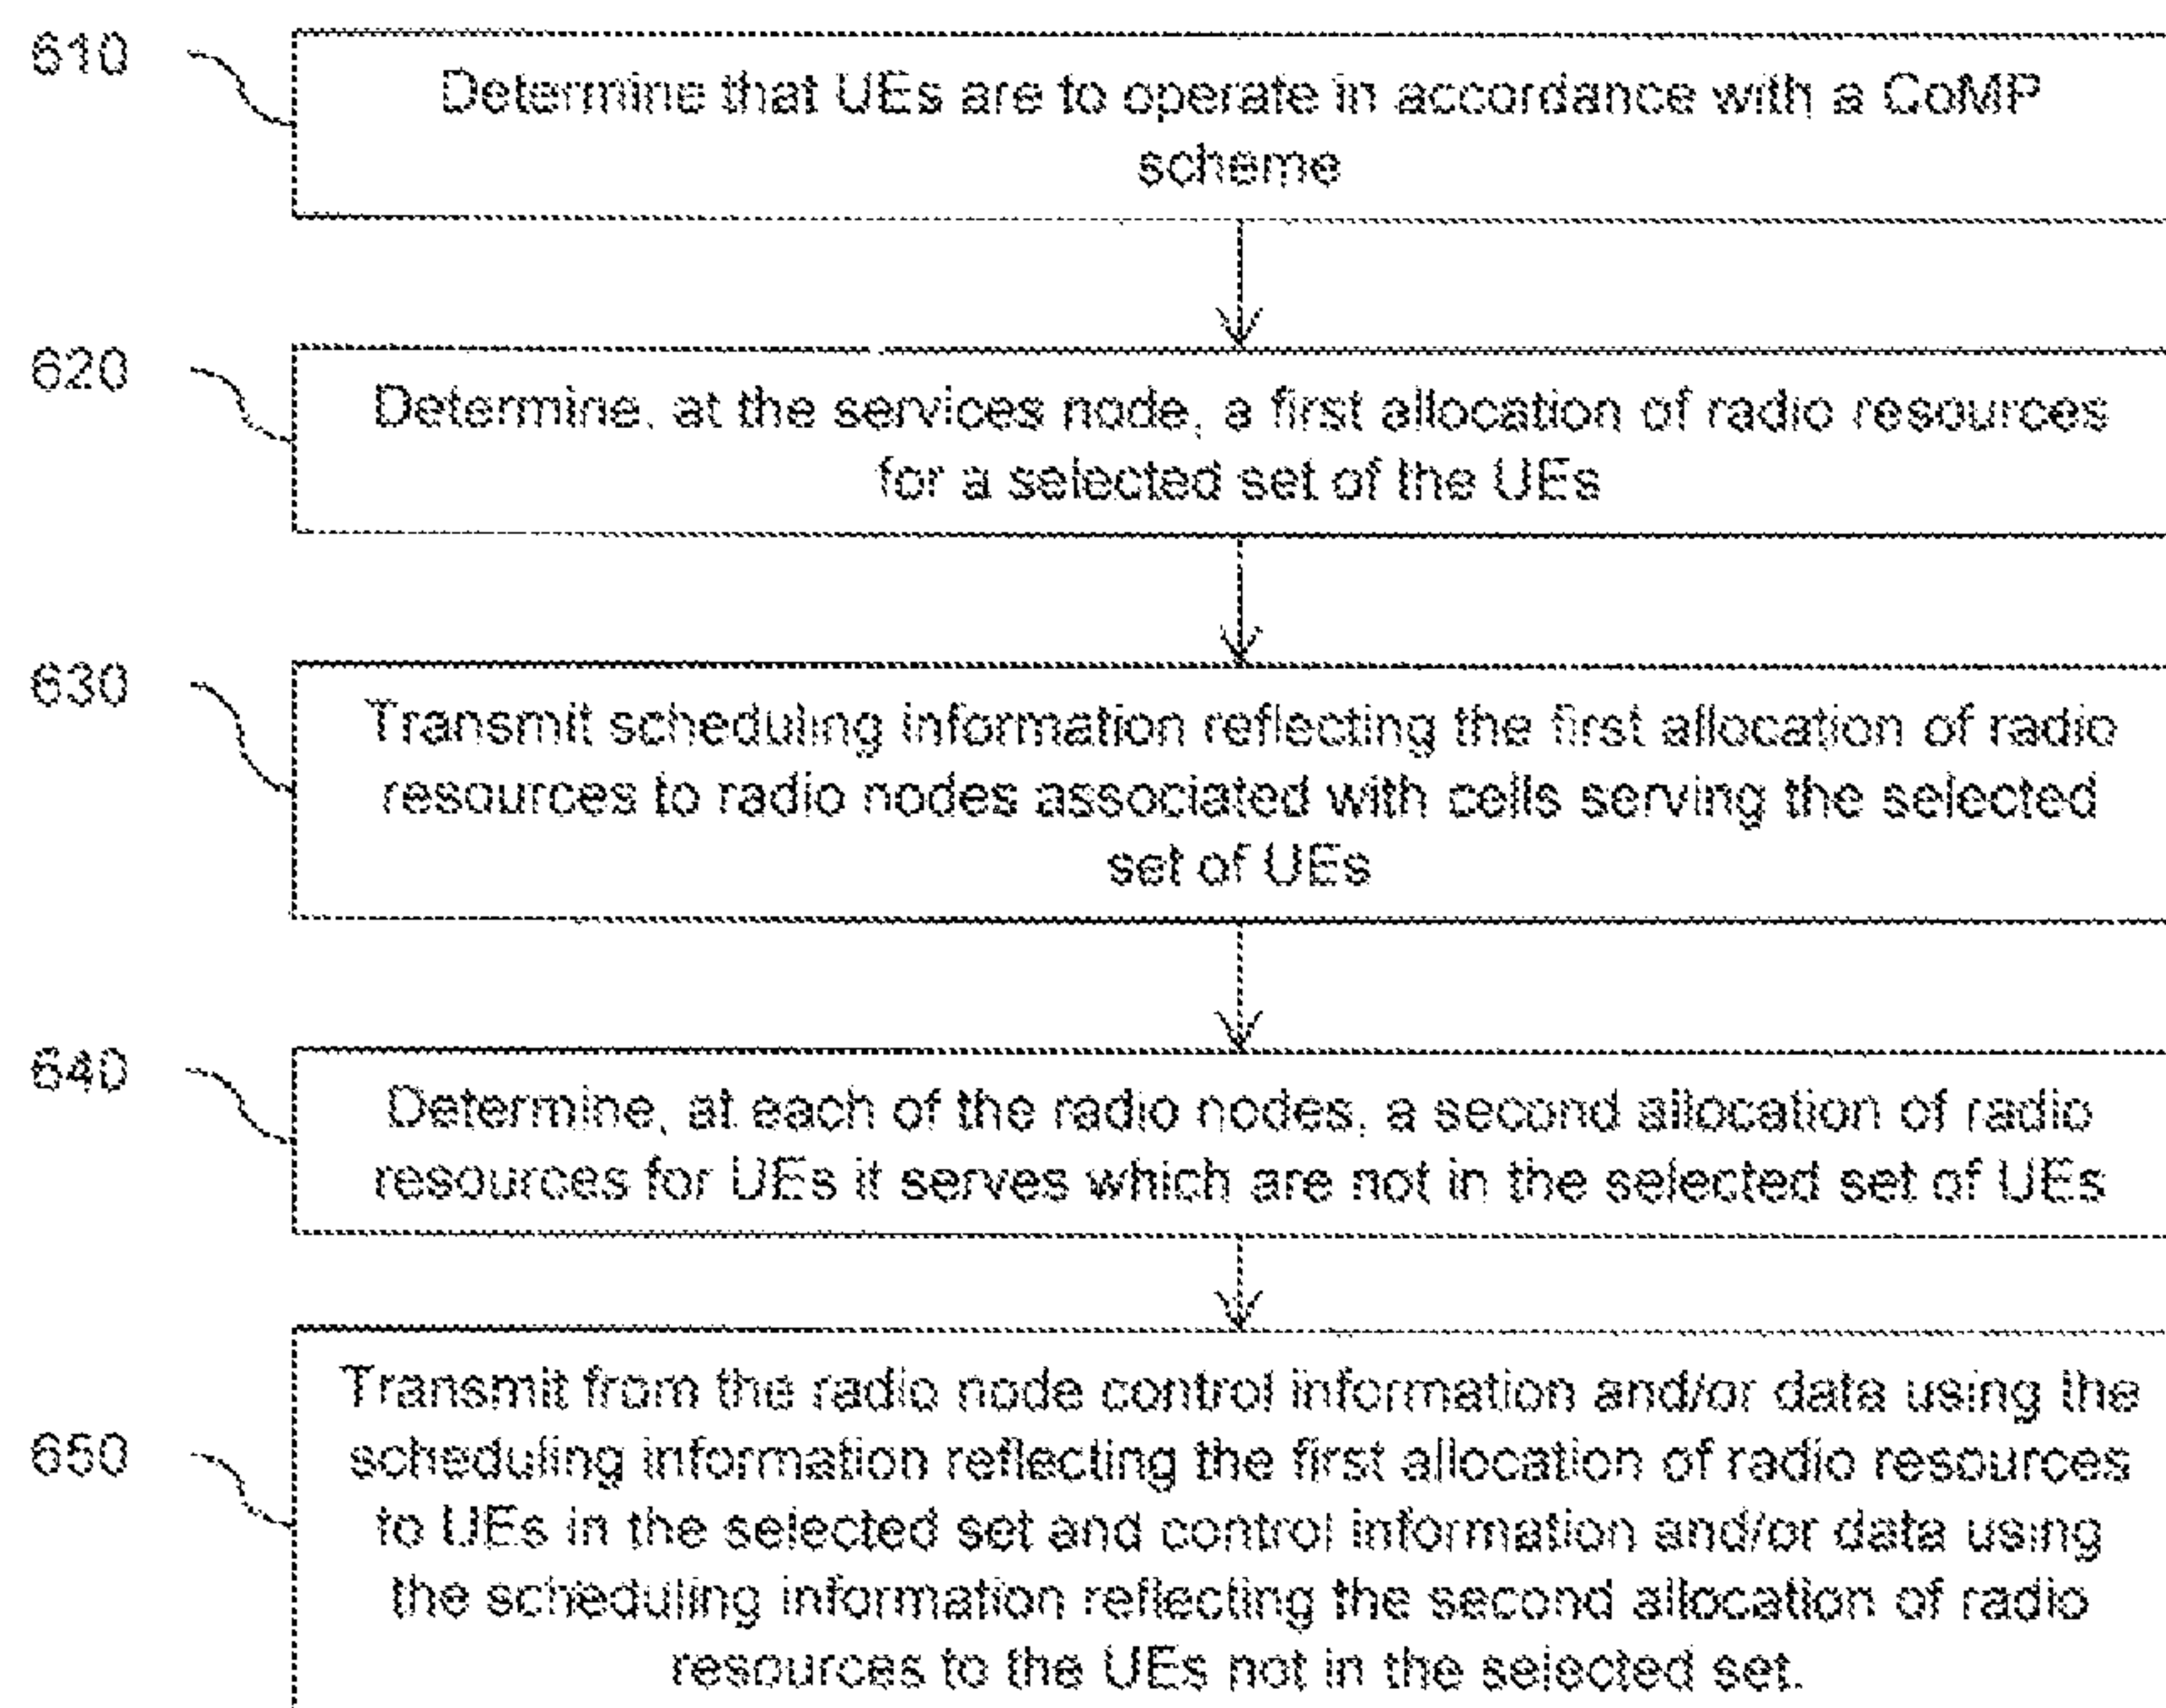 610
Determine that UEs are to operate in accordance with a CoMP
scheme
620
Determine, at the services node, a first allocation of radio resources
for a selected set of the UEs
630
Transmit scheduling information reflecting the first allocation of radio
resources to radio nodes associated with cells serving the selected
set of UEs
640
Determine, at each of the radio nodes, a second allocation of radio
resources for UEs it serves which are not in the selected set of UEs
650
Transmit from the radio node control information and/or data using the
scheduling information reflecting the first allocation of radio resources
to UEs in the selected set and control information and/or data using
the scheduling information reflecting the second allocation of radio
resources to the UEs not in the selected set.